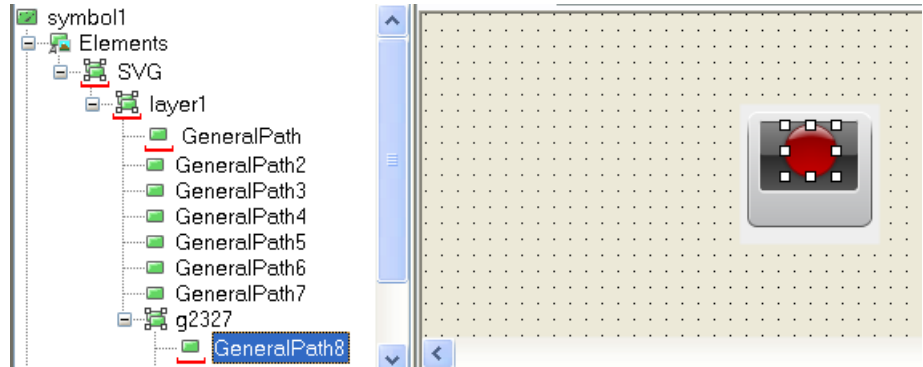 symbol1
Elements
SVG
layer1
GeneralPath
GeneralPath2
GeneralPath3
GeneralPath4
GeneralPath5
GeneralPath6
GeneralPath7
g2327
GeneralPath8